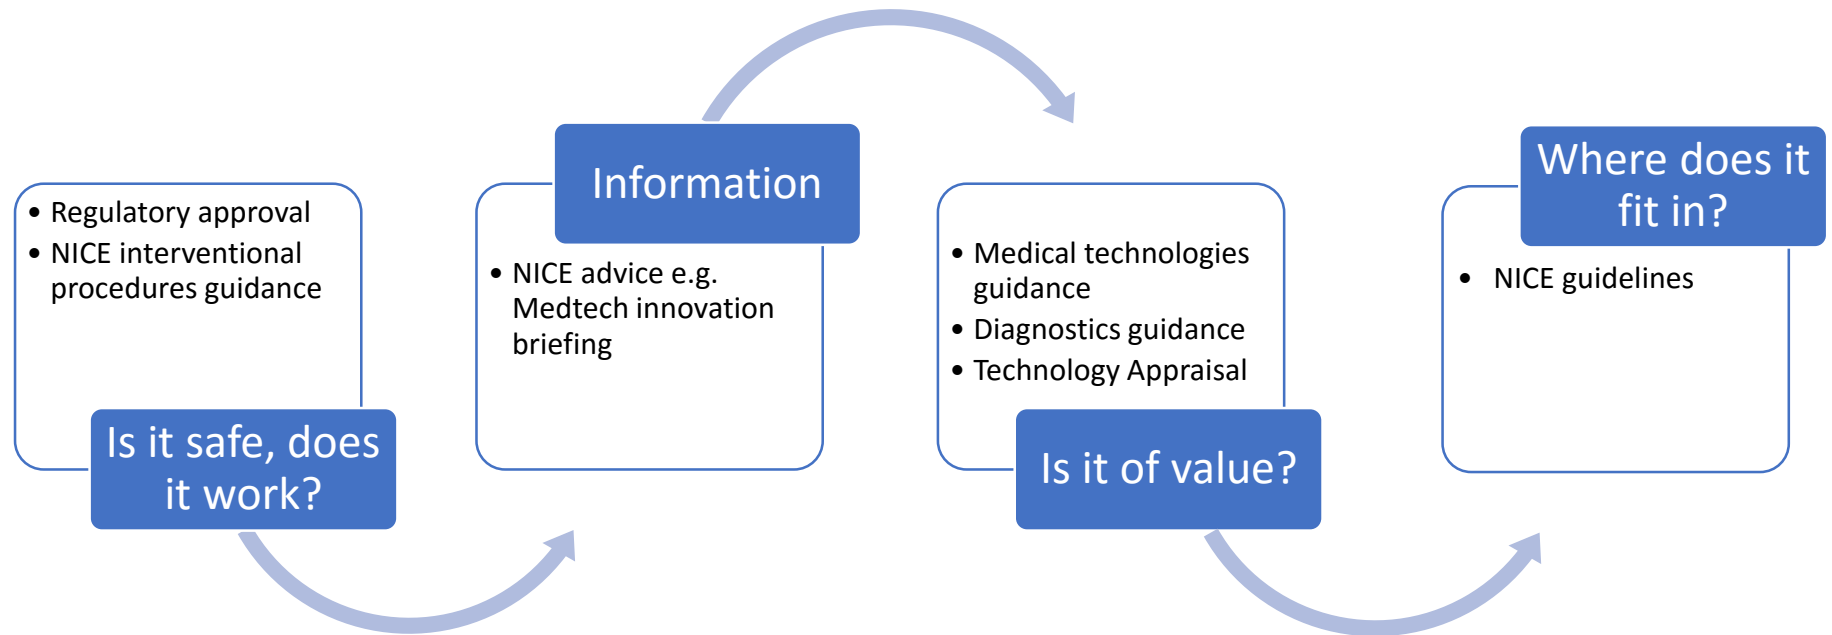 • Regulatory approval
• NICE interventional
procedures guidance
Is it safe, does
it work?
Information
• NICE advice e.g.
Medtech innovation
briefing
• Medical technologies
guidance
• Diagnostics guidance
• Technology Appraisal
Is it of value?
Where does it
fit in?
• NICE guidelines